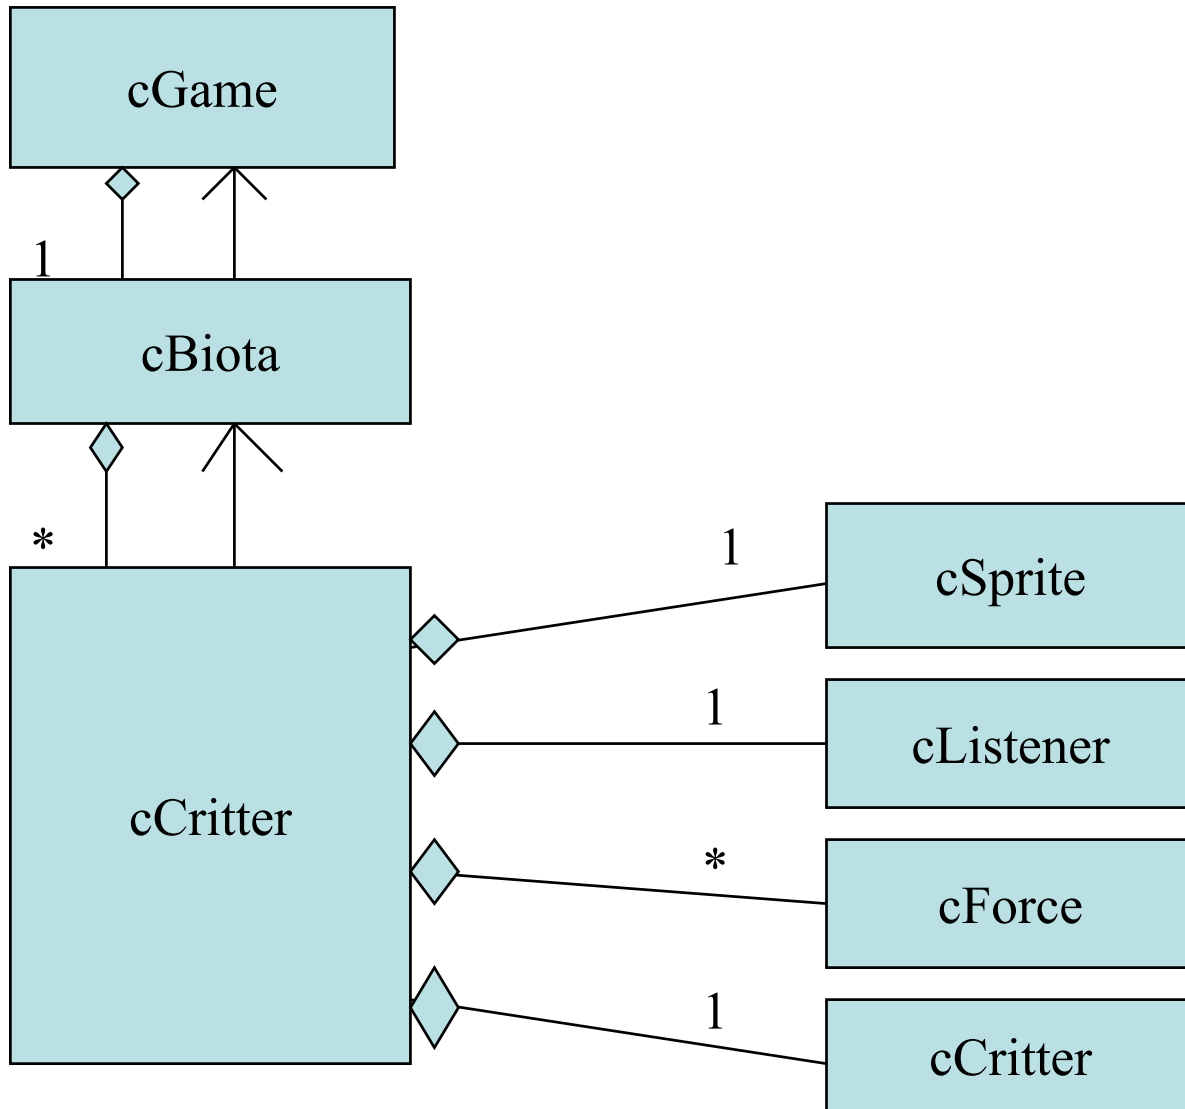 cGame
1
cBiota
*
1
cSprite
1
cListener
cCritter
*
cForce
1
cCritter